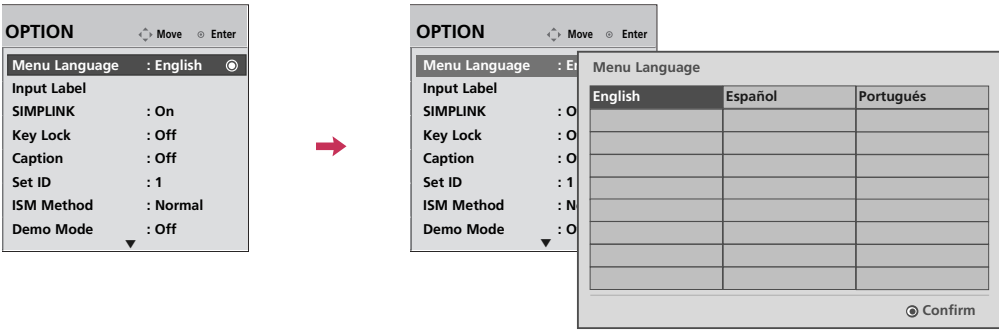 OPTION Move Enter
Menu Language : English
Input Label
SIMPLINK : On
Key Lock : Off
Caption : Off
Set ID : 1
ISM Method : Normal
Demo Mode : Off
OPTION Move Enter
Menu Language : E
Input Label
SIMPLINK : O
Key Lock : O
Caption : O
Set ID : 1
ISM Method : N
Demo Mode : O
Menu Language
English Español Portugués
Confirm